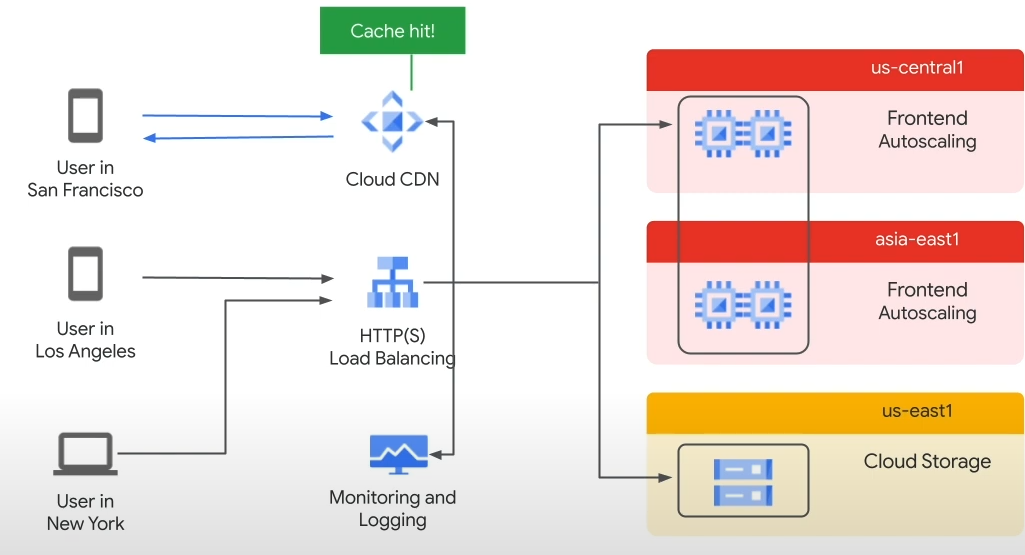 Cache hit!
User in
San Francisco
Cloud CDN
User in
Los Angeles
HTTP(S)
Load Balancing
User in
New York
Monitoring and
Logging
us-central1
Frontend
Autoscaling
asia-east1
Frontend
Autoscaling
us-east1
Cloud Storage